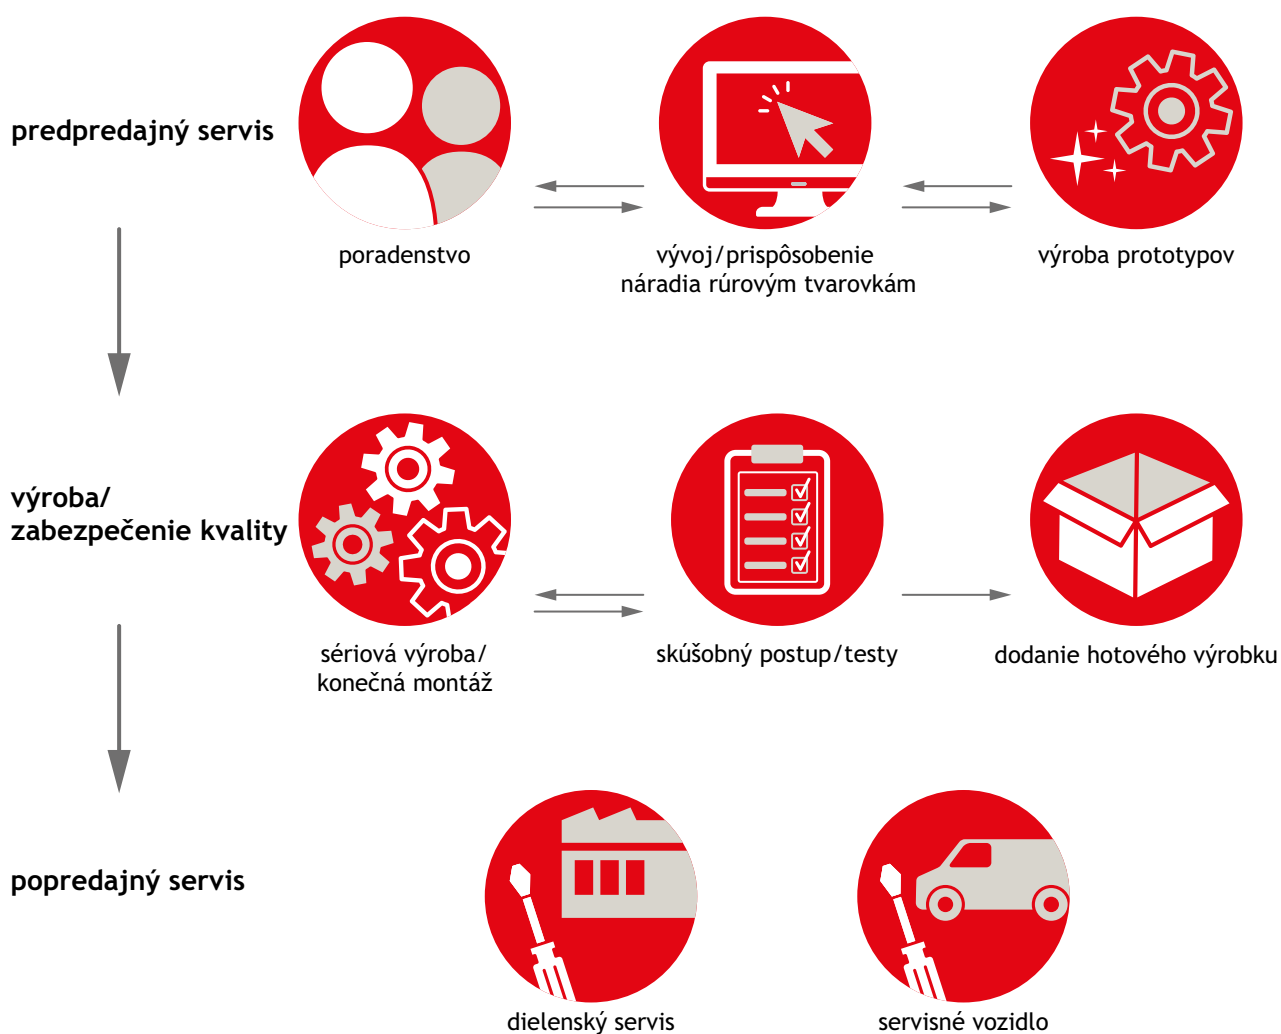 predpredajný servis
poradenstvo
vývoj/prispôsobenie
náradia rúrovým tvarovkám
výroba prototypov
výroba/
zabezpečenie kvality
sériová výroba/
konečná montáž
skúšobný postup/testy
dodanie hotového výrobku
popredajný servis
dielenský servis
servisné vozidlo